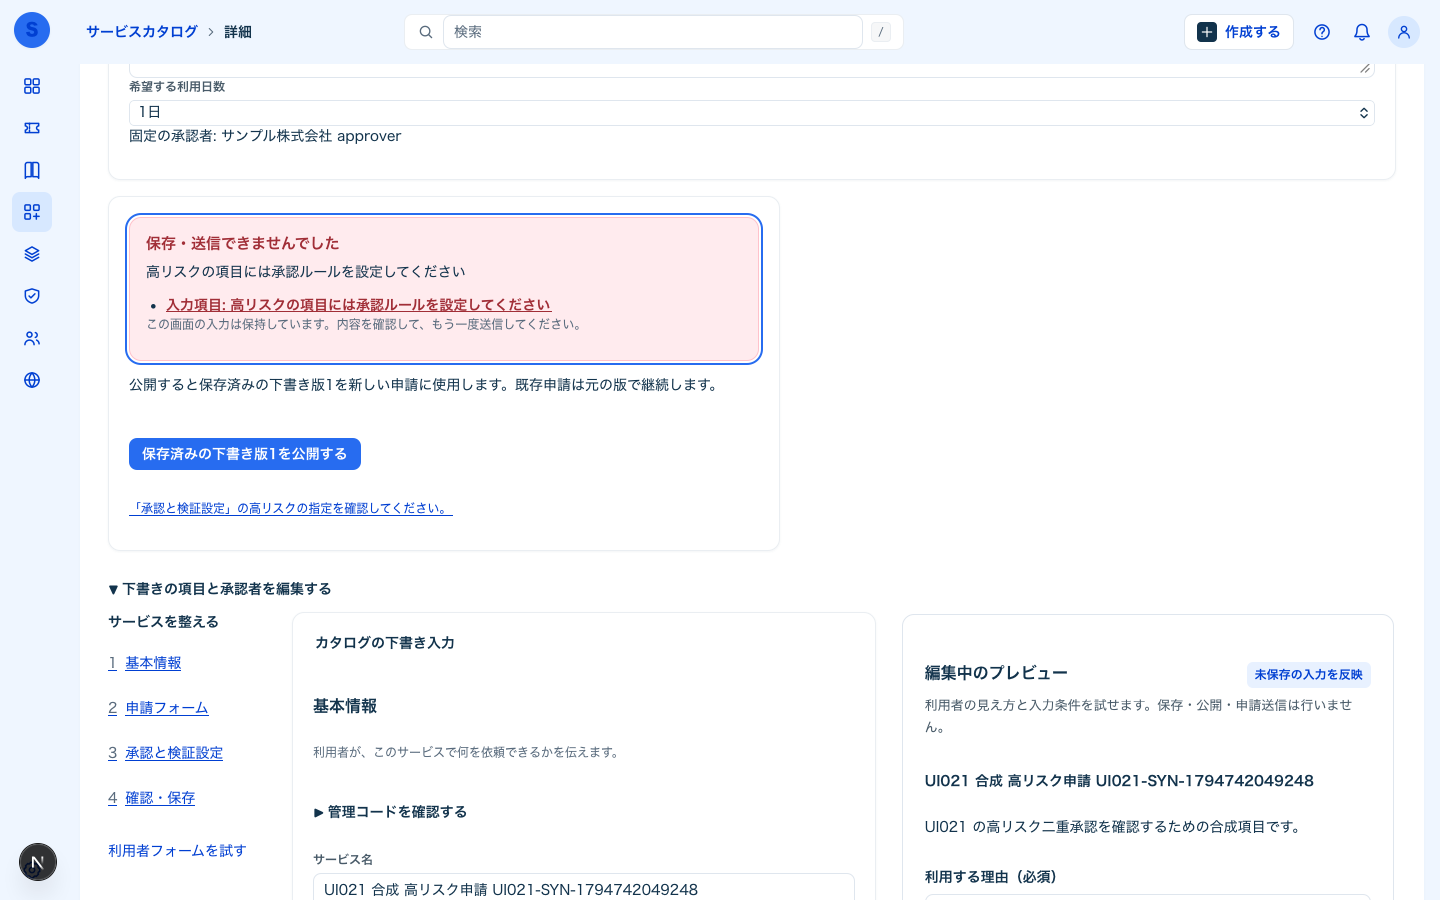 S
サービスカタログ > 詳細
検索
/
作成する
希望する利用日数
1日
固定の承認者: サンプル株式会社 approver
保存・送信できませんでした
高リスクの項目には承認ルールを設定してください
• 入力項目: 高リスクの項目には承認ルールを設定してください
この画面の入力は保持しています。内容を確認して、もう一度送信してください。
公開すると保存済みの下書き版1を新しい申請に使用します。既存申請は元の版で継続します。
保存済みの下書き版1を公開する
「承認と検証設定」の高リスクの指定を確認してください。
▼ 下書きの項目と承認者を編集する
サービスを整える
1 基本情報
2 申請フォーム
3 承認と検証設定
4 確認・保存
利用者フォームを試す
カタログの下書き入力
基本情報
利用者が、このサービスで何を依頼できるかを伝えます。
▶ 管理コードを確認する
サービス名
UI021 合成 高リスク申請 UI021-SYN-1794742049248
編集中のプレビュー
未保存の入力を反映
利用者の見え方と入力条件を試せます。保存・公開・申請送信は行いませ
ん。
UI021 合成 高リスク申請 UI021-SYN-1794742049248
UI021 の高リスク二重承認を確認するための合成項目です。
利用する理由（必須）
N